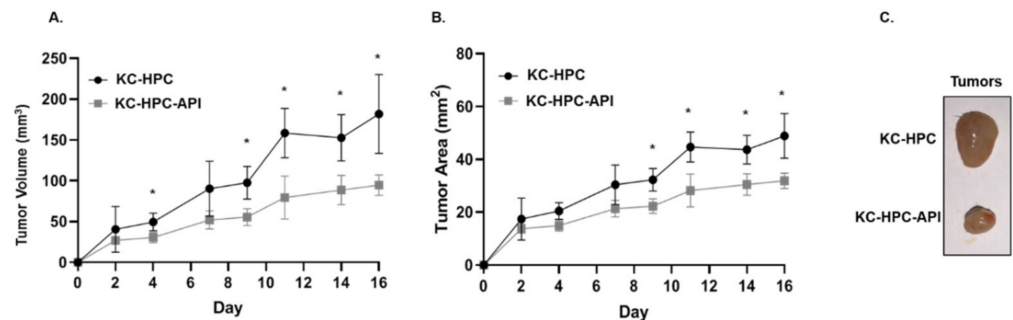 A.
Tumor Volume (mm³)
250
200
150
100
50
0
KC-HPC
KC-HPC-API
*
*
*
*
*
0 2 4 6 8 10 12 14 16
Day
B.
Tumor Area (mm²)
80
60
40
20
0
KC-HPC
KC-HPC-API
*
*
*
*
0 2 4 6 8 10 12 14 16
Day
C.
Tumors
KC-HPC
KC-HPC-API